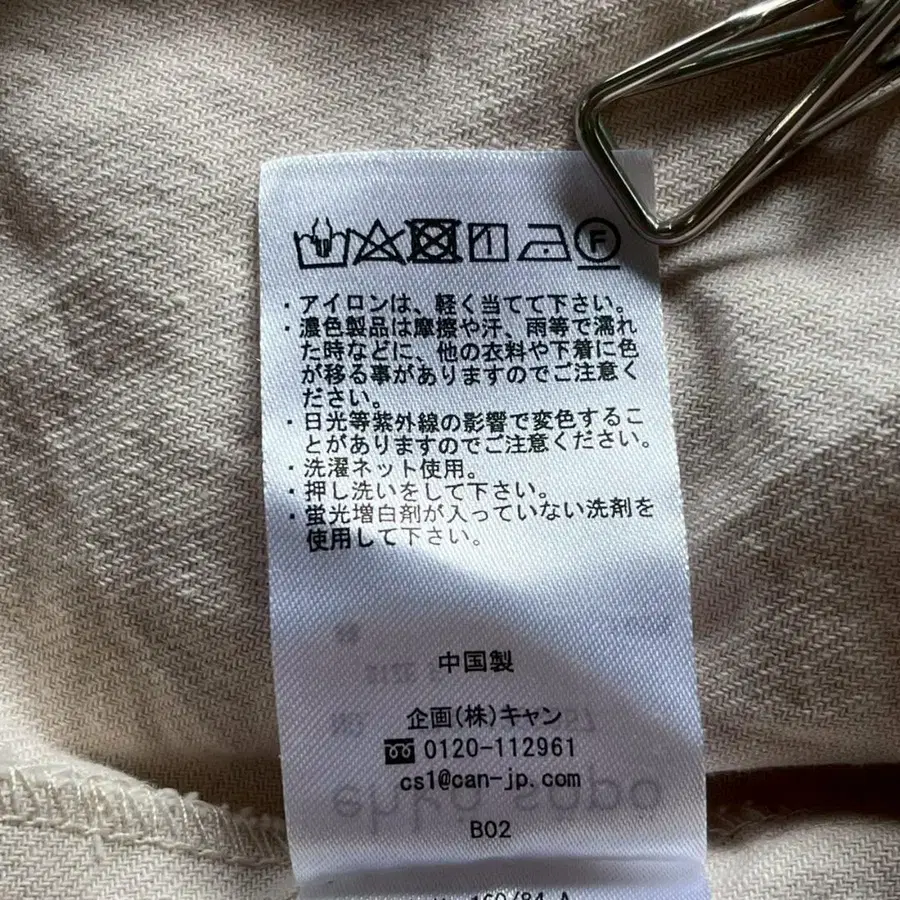 F
・アイロンは、軽く当てて下さい。
・濃色製品は摩擦や汗、雨等で濡れ
た時などに、他の衣料や下着に色
が移る事がありますのでご注意く
ださい。
・日光等紫外線の影響で変色するこ
とがありますのでご注意ください。
・洗濯ネット使用。
・押し洗いをして下さい。
・蛍光増白剤が入っていない洗剤を
使用して下さい。
中国製
企画(株)キャン
0120-112961
cs1@can-jp.com
B02
160/84 A